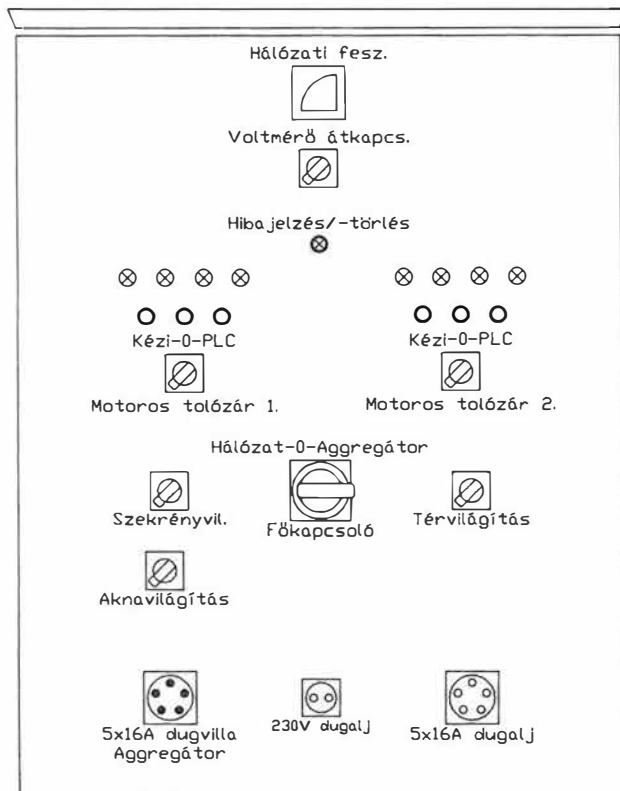 Hálózati fesz.
Voltmérő átkapcs.
Hibajelzés/-törlés
Kézi-0-PLC
Kézi-0-PLC
Motoros tolózár 1.
Motoros tolózár 2.
Hálózat-0-Aggregátor
Szekrényvil.
Főkapcsoló
Térvilágítás
Aknavilágítás
5x16A dugvilla
Aggregátor
230V dugalj
5x16A dugalj